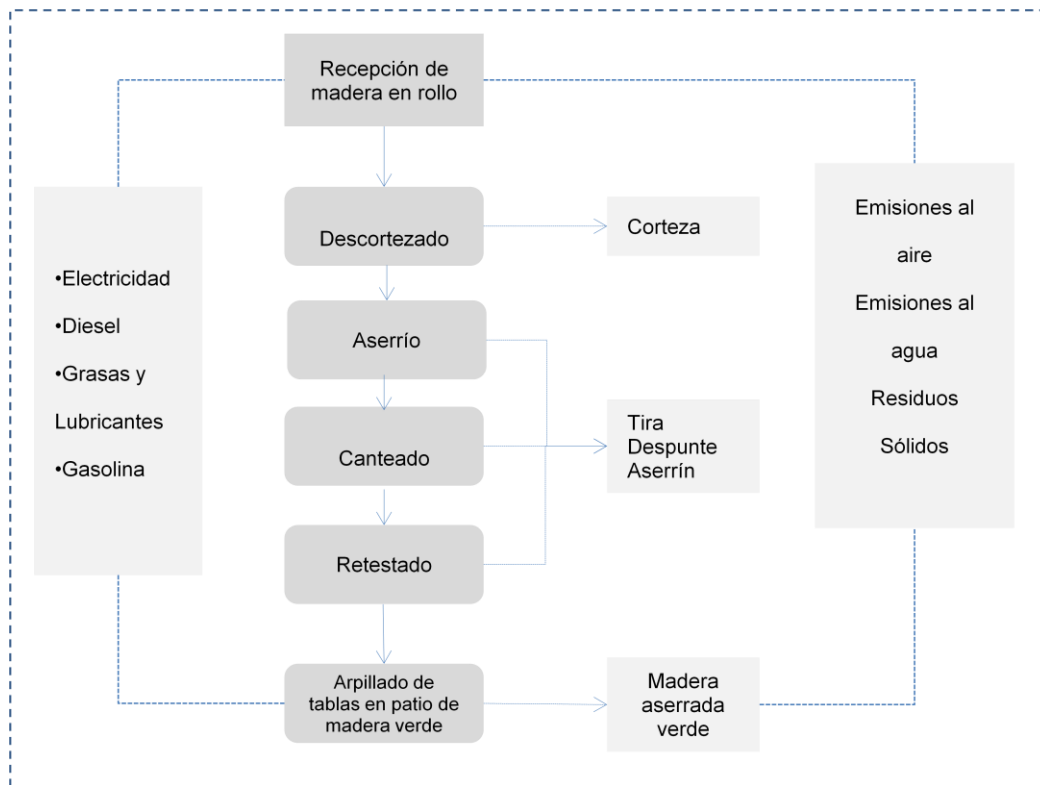 Recepción de
madera en rollo
Descortezado
Corteza
Aserrío
Canteado
Retestado
Tira
Despunte
Aserrín
Arpillado de
tablas en patio de
madera verde
Madera
aserrada
verde
•Electricidad
•Diesel
•Grasas y
Lubricantes
•Gasolina
Emisiones al
aire
Emisiones al
agua
Residuos
Sólidos